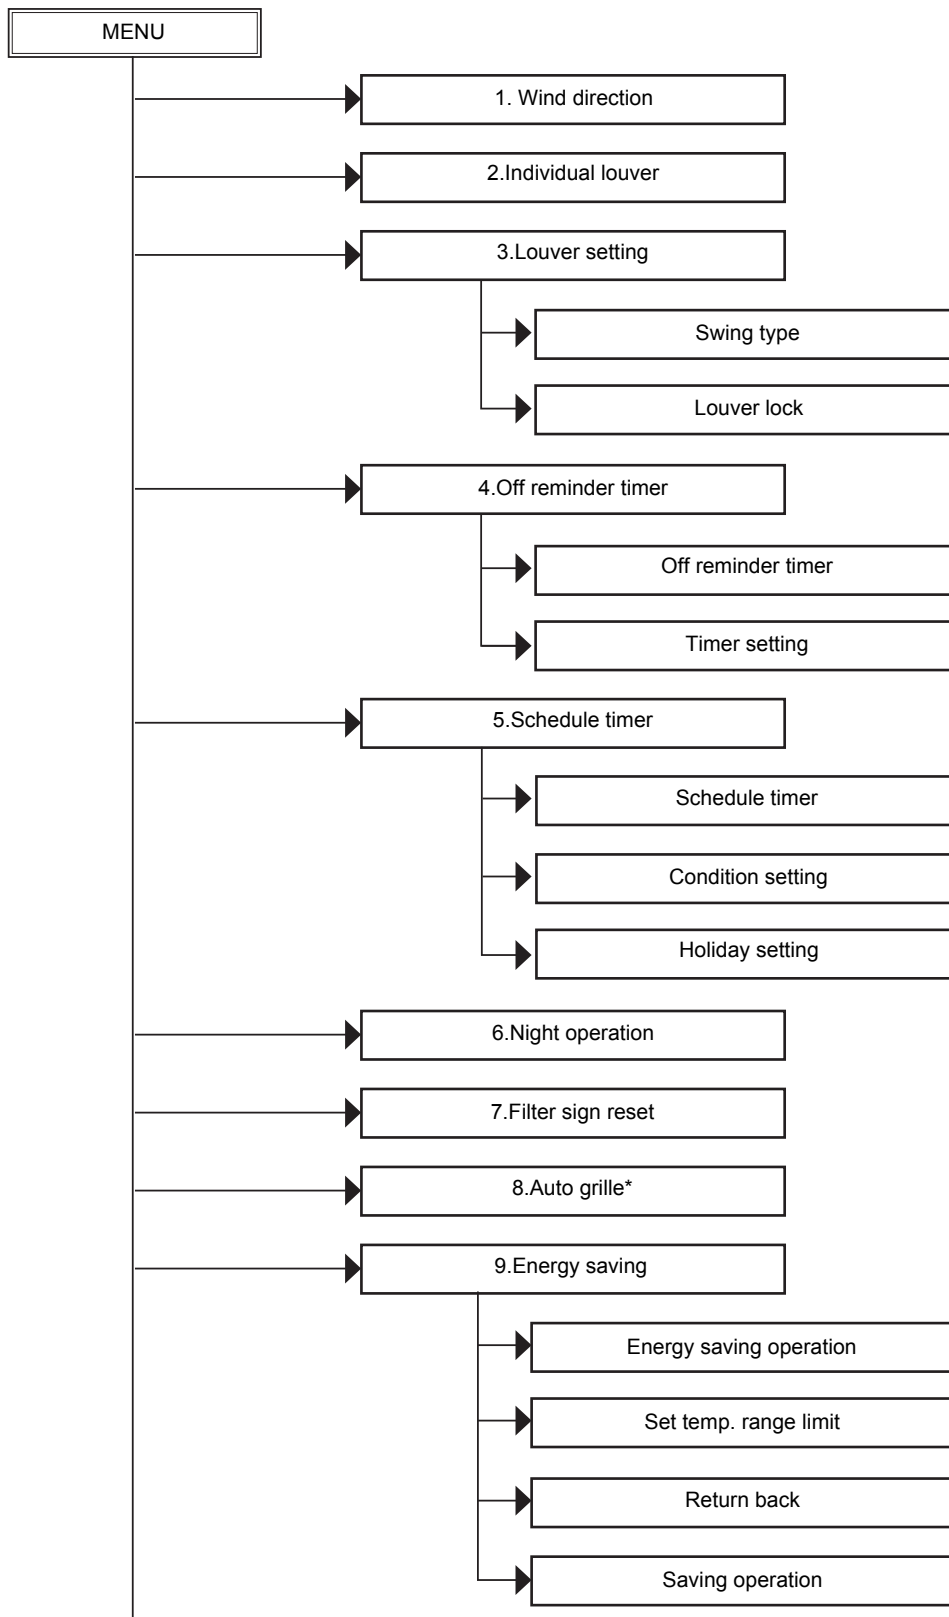 MENU
1. Wind direction
2.Individual louver
3.Louver setting
Swing type
Louver lock
4.Off reminder timer
Off reminder timer
Timer setting
5.Schedule timer
Schedule timer
Condition setting
Holiday setting
6.Night operation
7.Filter sign reset
8.Auto grille*
9.Energy saving
Energy saving operation
Set temp. range limit
Return back
Saving operation